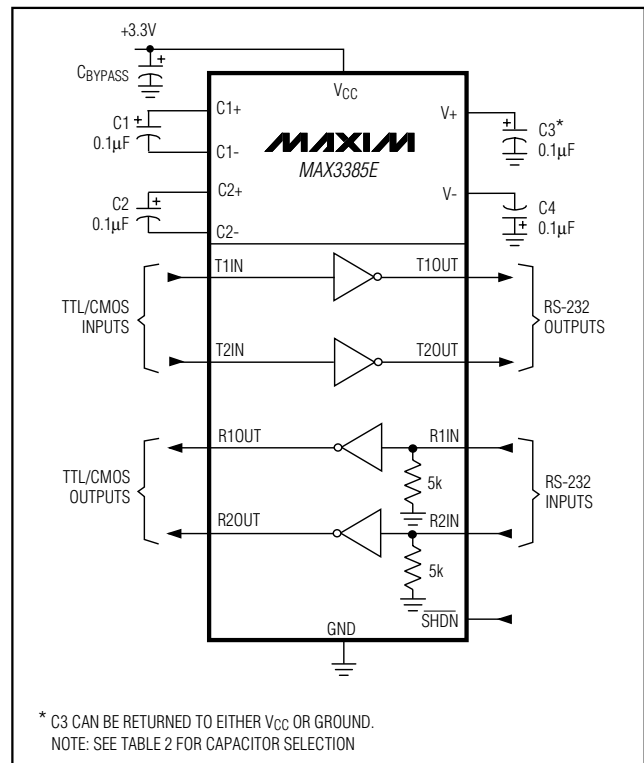 +3.3V
CBYPASS
+
VCC
C1
0.1µF
+
C1+
C1-
C2
0.1µF
+
C2+
C2-
MAXIM
MAX3385E
V+
+
C3*
0.1µF
V-
C4
0.1µF
+
TTL/CMOS
INPUTS
T1IN
T1OUT
T2IN
T2OUT
RS-232
OUTPUTS
TTL/CMOS
OUTPUTS
R1OUT
R1IN
5k
R2OUT
R2IN
5k
RS-232
INPUTS
SHDN
GND
* C3 CAN BE RETURNED TO EITHER VCC OR GROUND.
NOTE: SEE TABLE 2 FOR CAPACITOR SELECTION